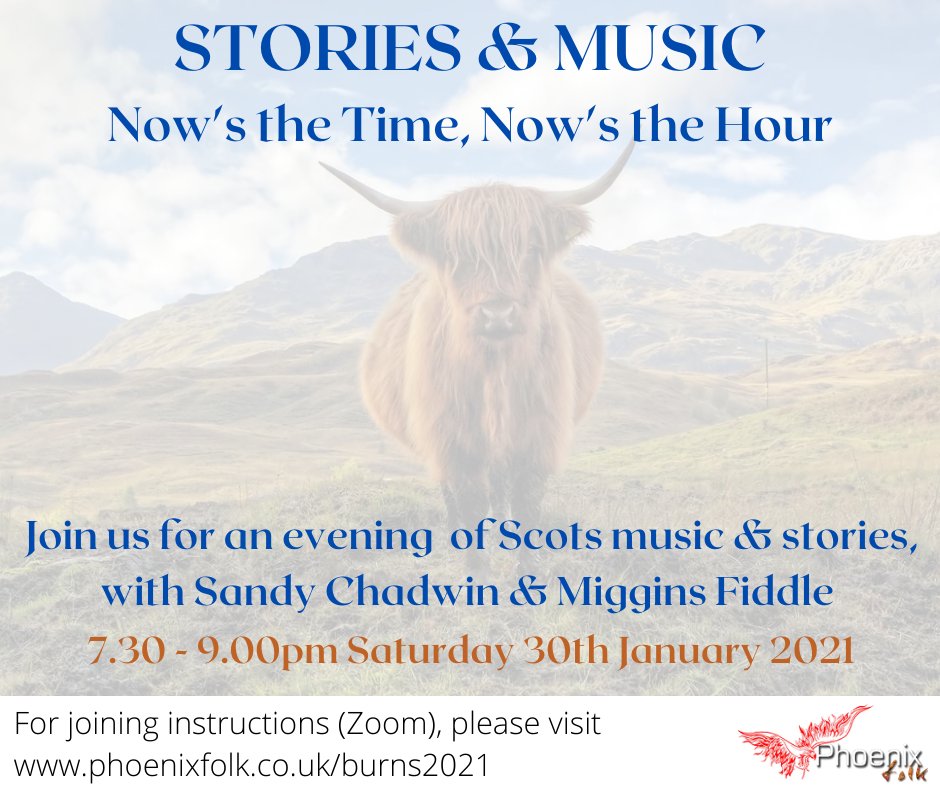 STORIES & MUSIC
Now's the Time, Now's the Hour
Join us for an evening of Scots music & stories,
with Sandy Chadwin & Miggins Fiddle
7.30 - 9.00pm Saturday 30th January 2021
For joining instructions (Zoom), please visit
www.phoenixfolk.co.uk/burns2021
Phoenix
folk